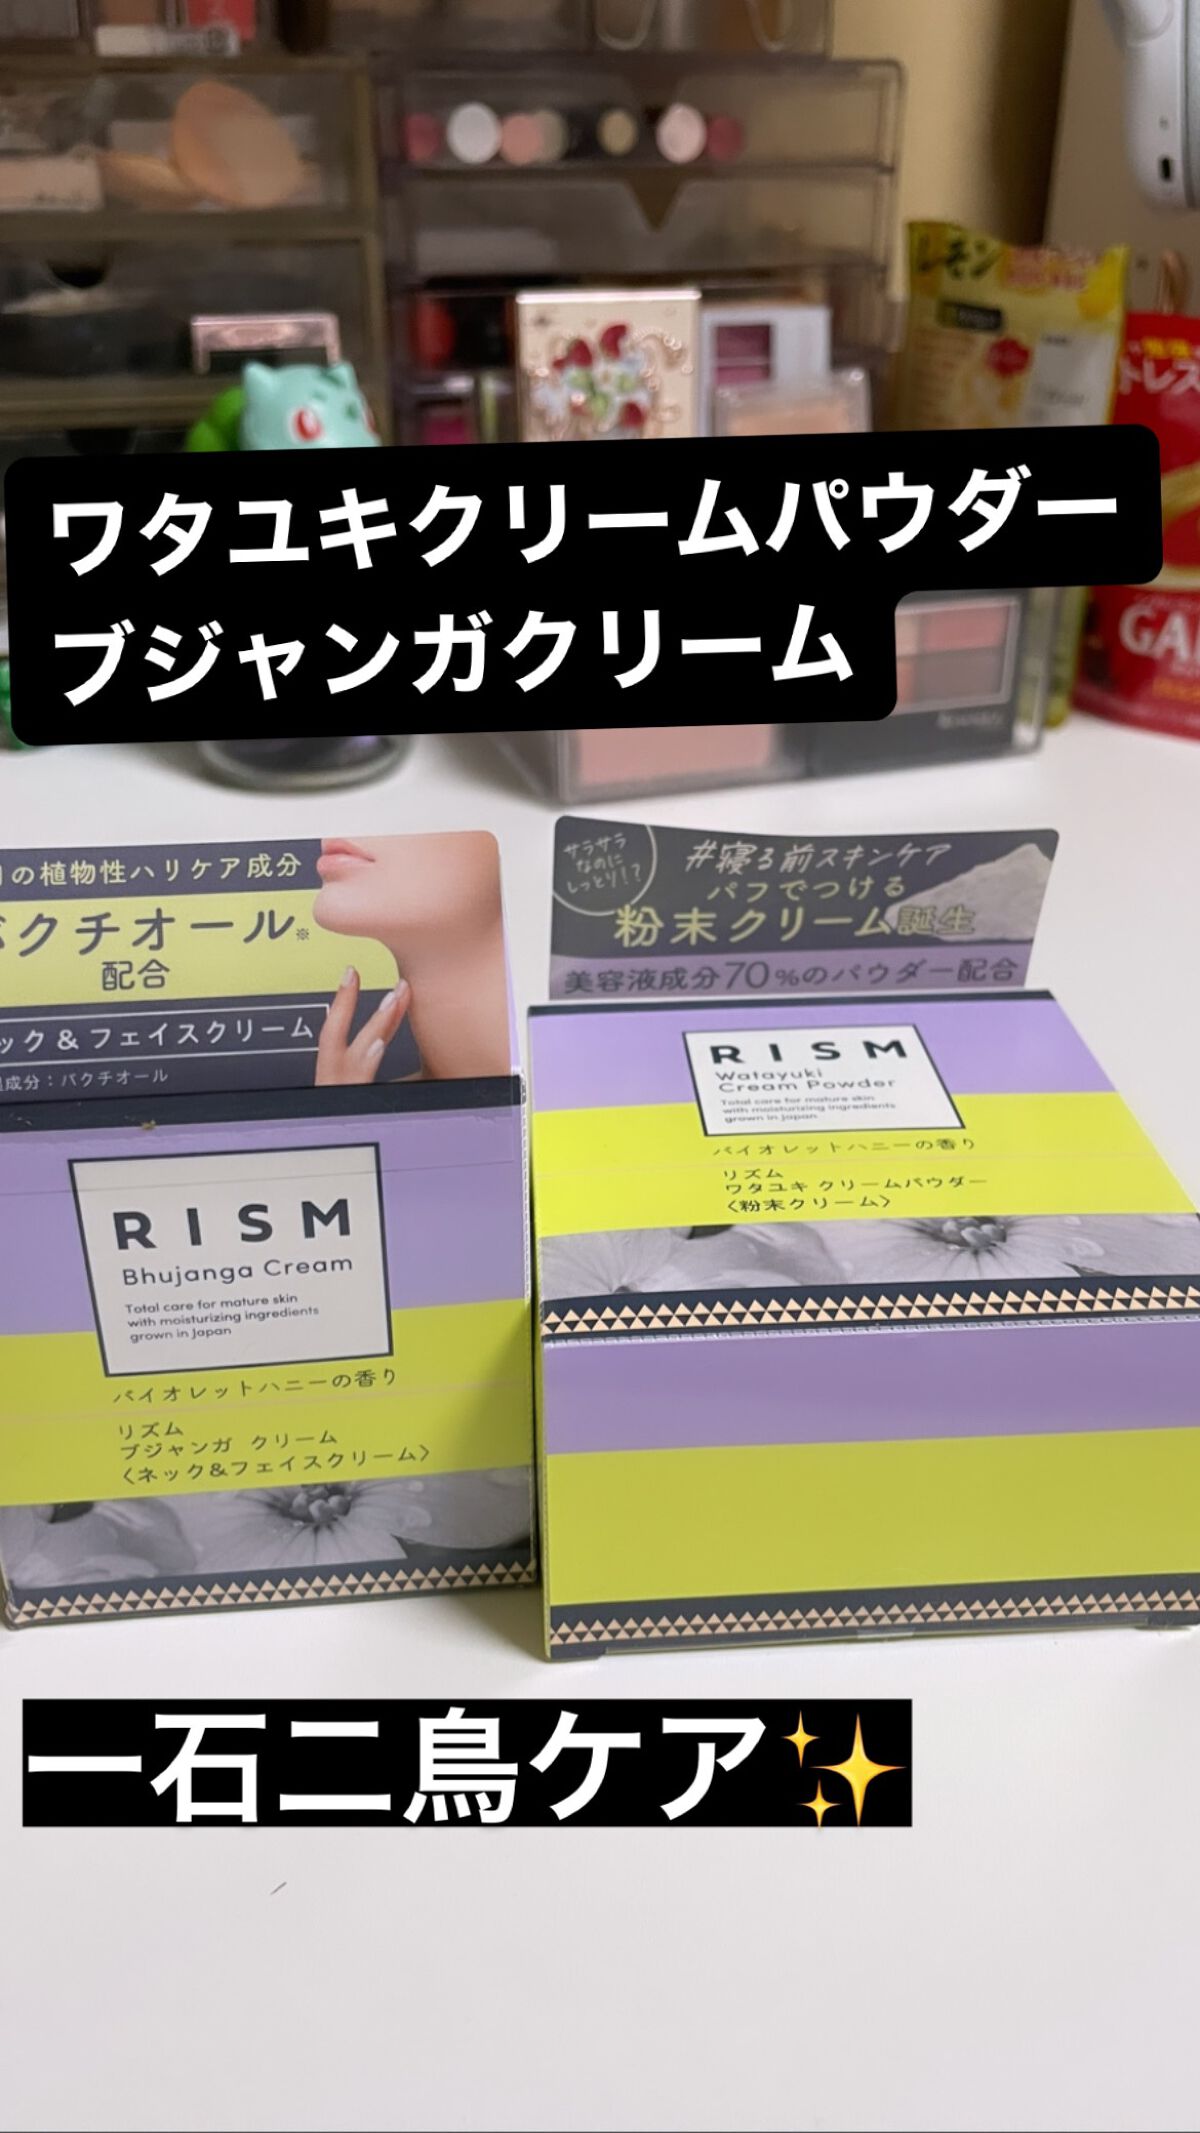 レモン
トレス
GA
ワタユキクリームパウダー
ブジャンガクリーム
の植物性ハリケア成分
バクチオール※
配合
ック&フェイスクリーム
成分：バクチオール
RISM
Bhujanga Cream
Total care for mature skin
with moisturizing ingredients
grown in Japan
バイオレットハニーの香り
リズム
ブジャンガ クリーム
〈ネック&フェイスクリーム〉
サラサラ
なのに
しっとり!?
#寝る前スキンケア
パフでつける
粉末クリーム誕生
美容液成分70%のパウダー配合
RISM
Watayuki
Cream Powder
Total care for mature skin
with moisturizing ingredients
grown in Japan
バイオレットハニーの香り
リズム
ワタユキ クリームパウダー
〈粉末クリーム〉
一石二鳥ケア✨